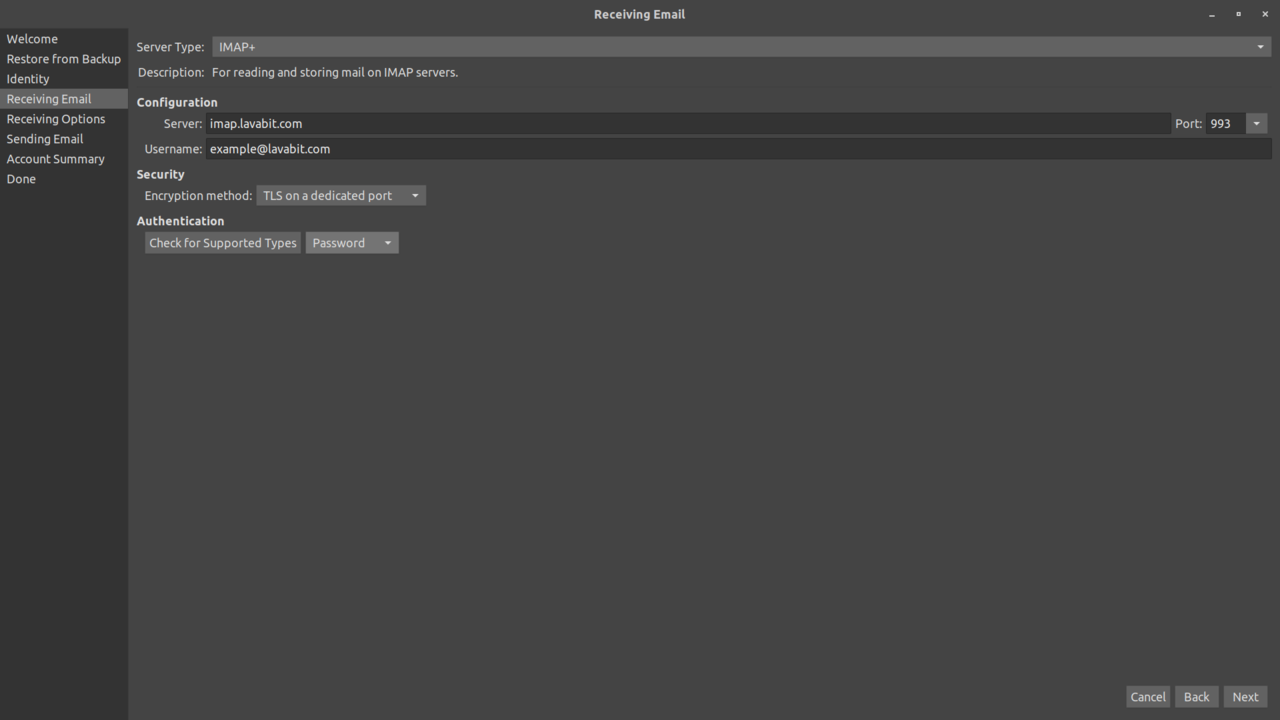 Receiving Email
Welcome
Restore from Backup
Identity
Receiving Email
Receiving Options
Sending Email
Account Summary
Done
Server Type: IMAP+
Description: For reading and storing mail on IMAP servers.
Configuration
Server: imap.lavabit.com Port: 993
Username: example@lavabit.com
Security
Encryption method: TLS on a dedicated port
Authentication
Check for Supported Types Password
Cancel Back Next